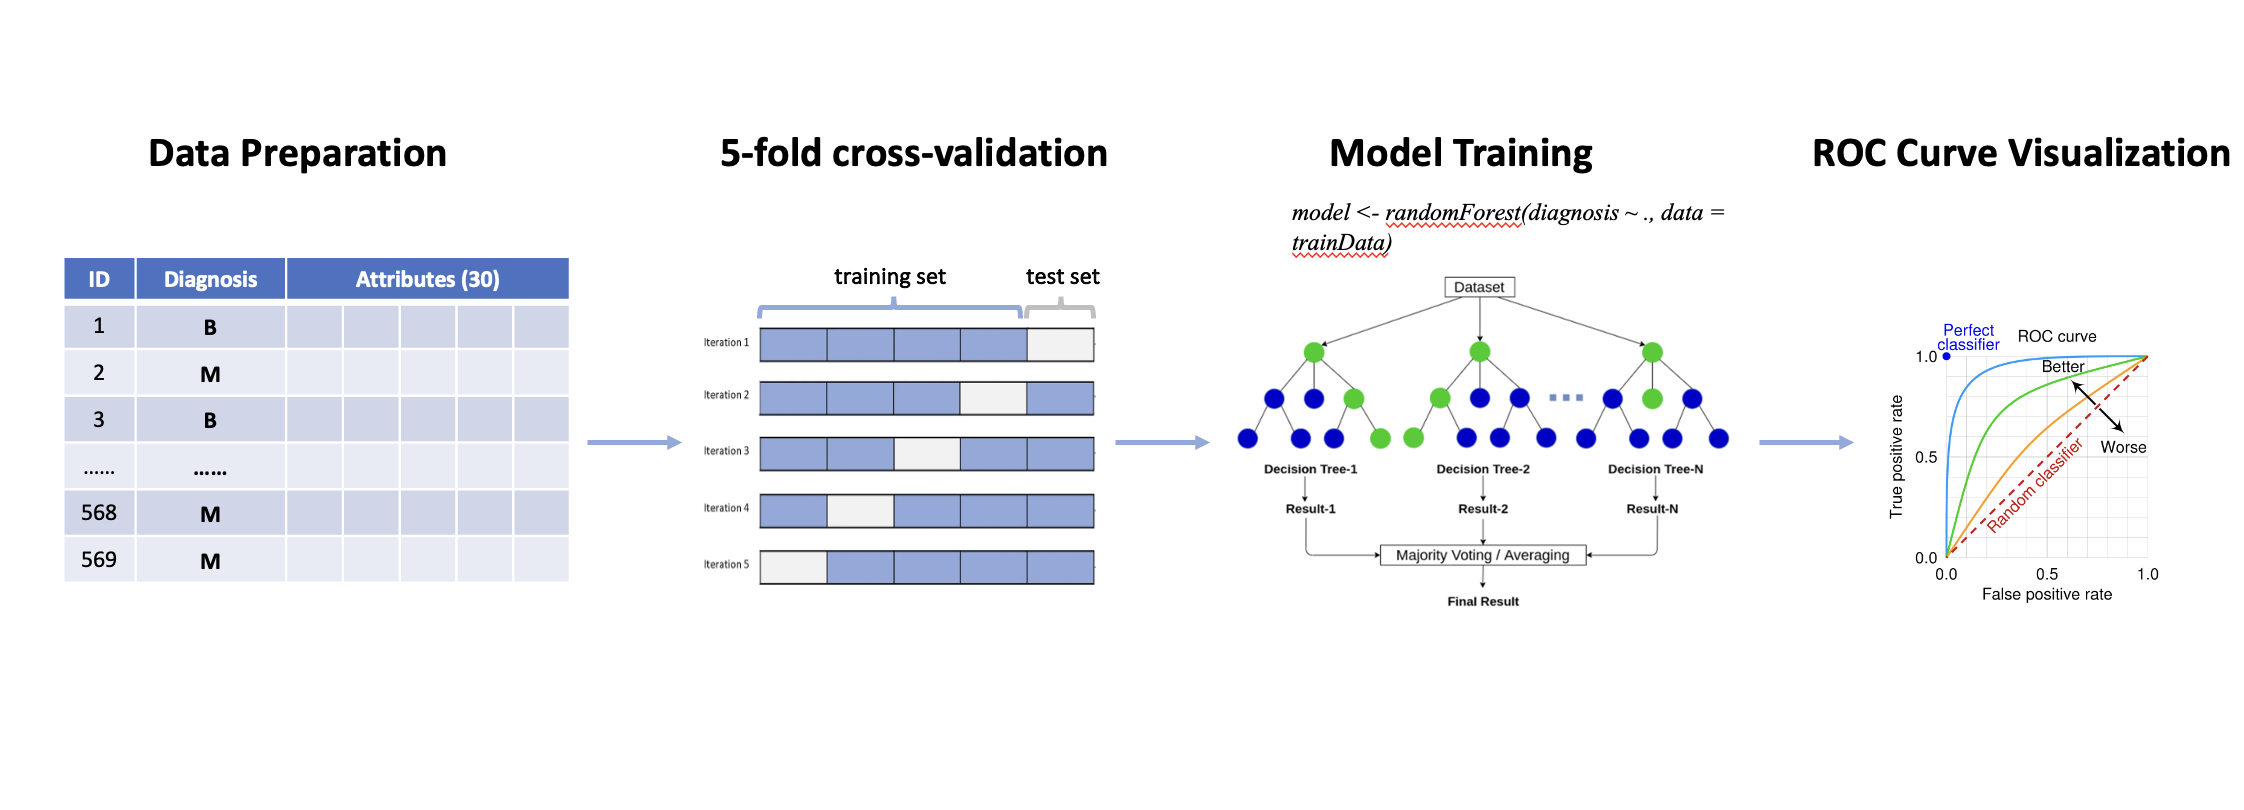 Data Preparation
ID Diagnosis Attributes (30)
1 B
2 M
3 B
...... ......
568 M
569 M
5-fold cross-validation
training set test set
Iteration 1
Iteration 2
Iteration 3
Iteration 4
Iteration 5
Model Training
model <- randomForest(diagnosis ~ ., data =
trainData)
Dataset
Decision Tree-1 Decision Tree-2 Decision Tree-N
Result-1 Result-2 Result-N
Majority Voting / Averaging
Final Result
ROC Curve Visualization
Perfect
classifier
ROC curve
Better
Worse
Random classifier
True positive rate
1.0
0.5
0.0
0.0 0.5 1.0
False positive rate